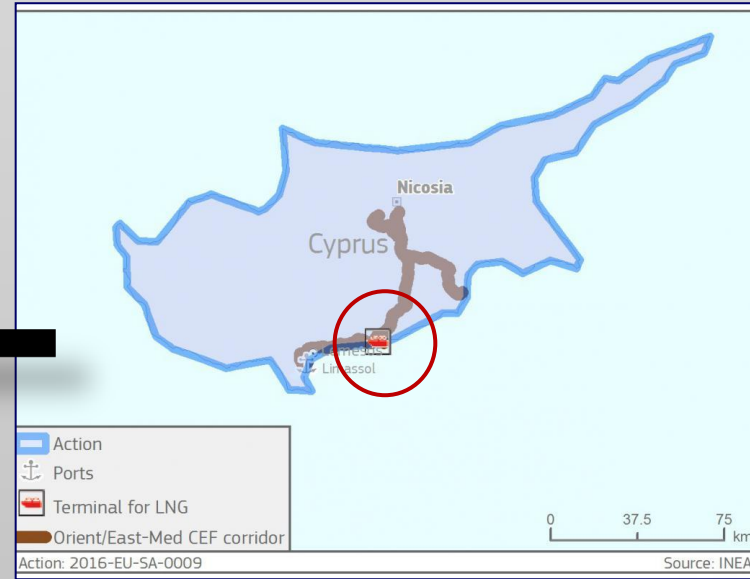 Nicosia
Cyprus
Limassol
Action
Ports
Terminal for LNG
Orient/East-Med CEF corridor
0 37.5 75
km
Action: 2016-EU-SA-0009
Source: INEA